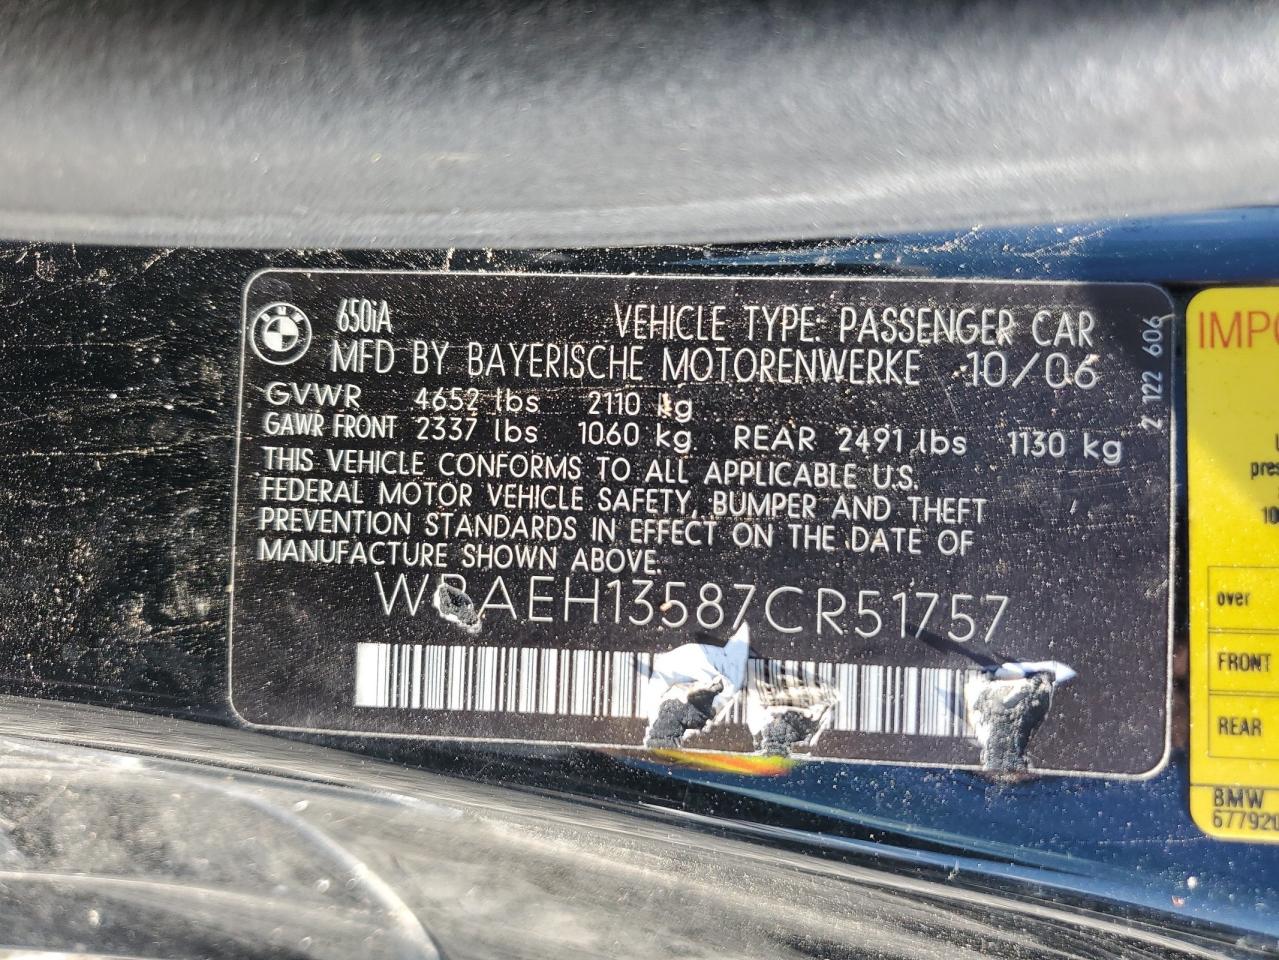 650iA VEHICLE TYPE: PASSENGER CAR
MFD BY BAYERISCHE MOTORENWERKE 10/06
GVWR 4652 lbs 2110 kg
GAWR FRONT 2337 lbs 1060 kg REAR 2491 lbs 1130 kg
THIS VEHICLE CONFORMS TO ALL APPLICABLE U.S.
FEDERAL MOTOR VEHICLE SAFETY, BUMPER AND THEFT
PREVENTION STANDARDS IN EFFECT ON THE DATE OF
MANUFACTURE SHOWN ABOVE.
WBAEH13587CR51757
Z 122 606
over
FRONT
REAR
BMW